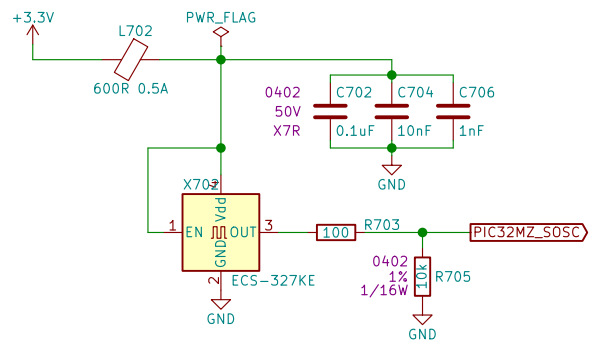 +3.3V
PWR_FLAG
L702
600R 0.5A
0402
C702
C704
C706
50V
X7R
0.1uF
10nF
1nF
GND
X702
4
Vdd
1
EN
OUT
3
GND
2
ECS-327KE
GND
R703
100
PIC32MZ_SOSC
0402
1%
1/16W
10k
R705
GND